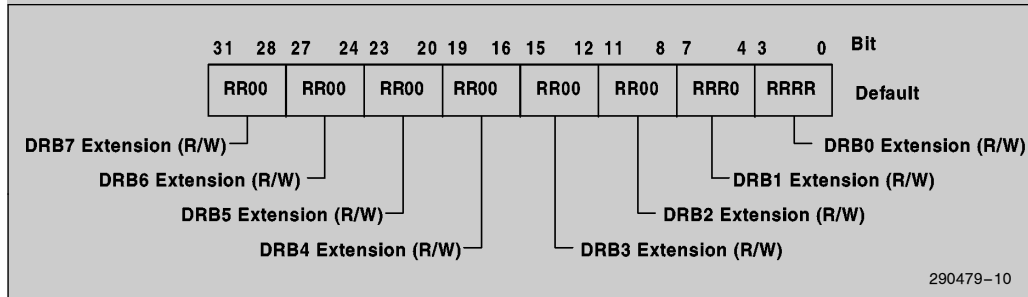 31 28 27 24 23 20 19 16 15 12 11 8 7 4 3 0 Bit
RR00 RR00 RR00 RR00 RR00 RR00 RRR0 RRRR Default
DRB7 Extension (R/W) DRB0 Extension (R/W)
DRB6 Extension (R/W) DRB1 Extension (R/W)
DRB5 Extension (R/W) DRB2 Extension (R/W)
DRB4 Extension (R/W) DRB3 Extension (R/W)
290479–10